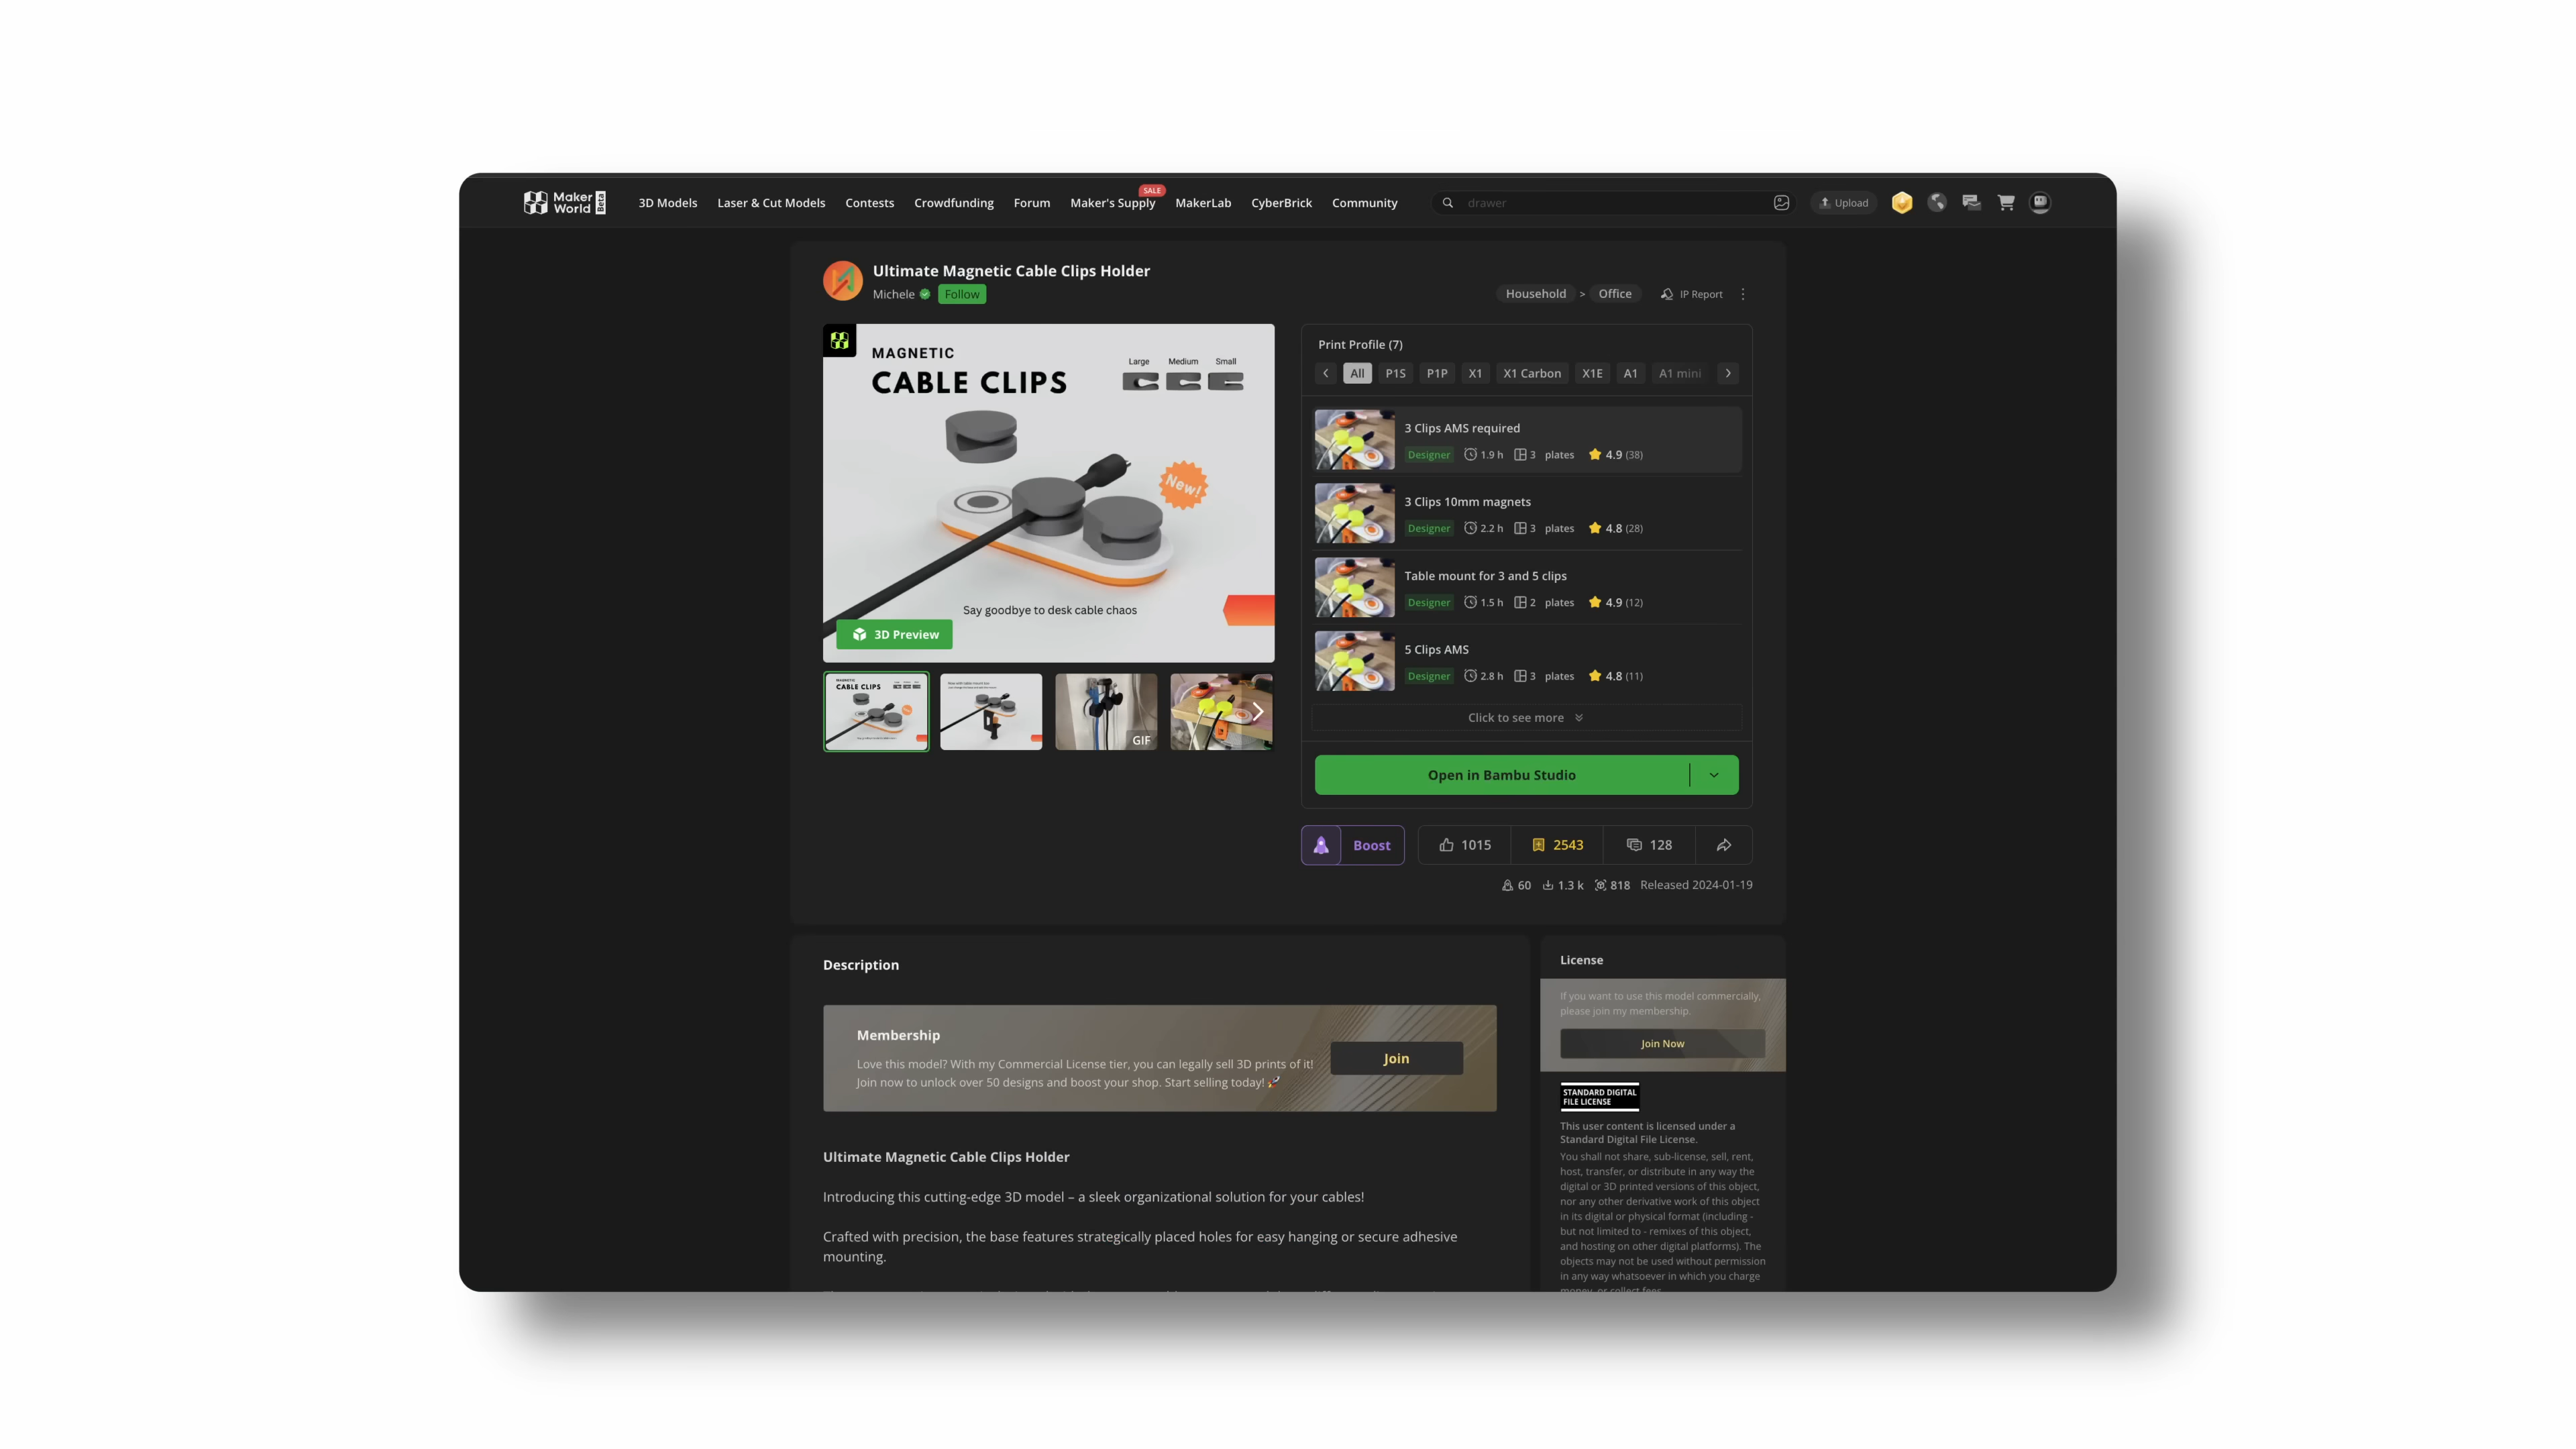 Maker World Beta
3D Models
Laser & Cut Models
Contests
Crowdfunding
Forum
Maker's Supply
SALE
MakerLab
CyberBrick
Community
drawer
Upload
Ultimate Magnetic Cable Clips Holder
Michele
Follow
Household > Office
IP Report
MAGNETIC
CABLE CLIPS
Large Medium Small
New!
Say goodbye to desk cable chaos
3D Preview
CABLE CLIPS
GIF
Print Profile (7)
All P1S P1P X1 X1 Carbon X1E A1 A1 mini
3 Clips AMS required
Designer 1.9 h 3 plates 4.9 (38)
3 Clips 10mm magnets
Designer 2.2 h 3 plates 4.8 (28)
Table mount for 3 and 5 clips
Designer 1.5 h 2 plates 4.9 (12)
5 Clips AMS
Designer 2.8 h 3 plates 4.8 (11)
Click to see more
Open in Bambu Studio
Boost
1015
2543
128
60 1.3 k 818 Released 2024-01-19
Description
Membership
Love this model? With my Commercial License tier, you can legally sell 3D prints of it!
Join now to unlock over 50 designs and boost your shop. Start selling today! 🚀
Join
Ultimate Magnetic Cable Clips Holder
Introducing this cutting-edge 3D model – a sleek organizational solution for your cables!
Crafted with precision, the base features strategically placed holes for easy hanging or secure adhesive
mounting.
License
If you want to use this model commercially,
please join my membership.
Join Now
STANDARD DIGITAL
FILE LICENSE
This user content is licensed under a
Standard Digital File License.
You shall not share, sub-license, sell, rent,
host, transfer, or distribute in any way the
digital or 3D printed versions of this object,
nor any other derivative work of this object
in its digital or physical format (including -
but not limited to - remixes of this object,
and hosting on other digital platforms). The
objects may not be used without permission
in any way whatsoever in which you charge
money, or collect fees.